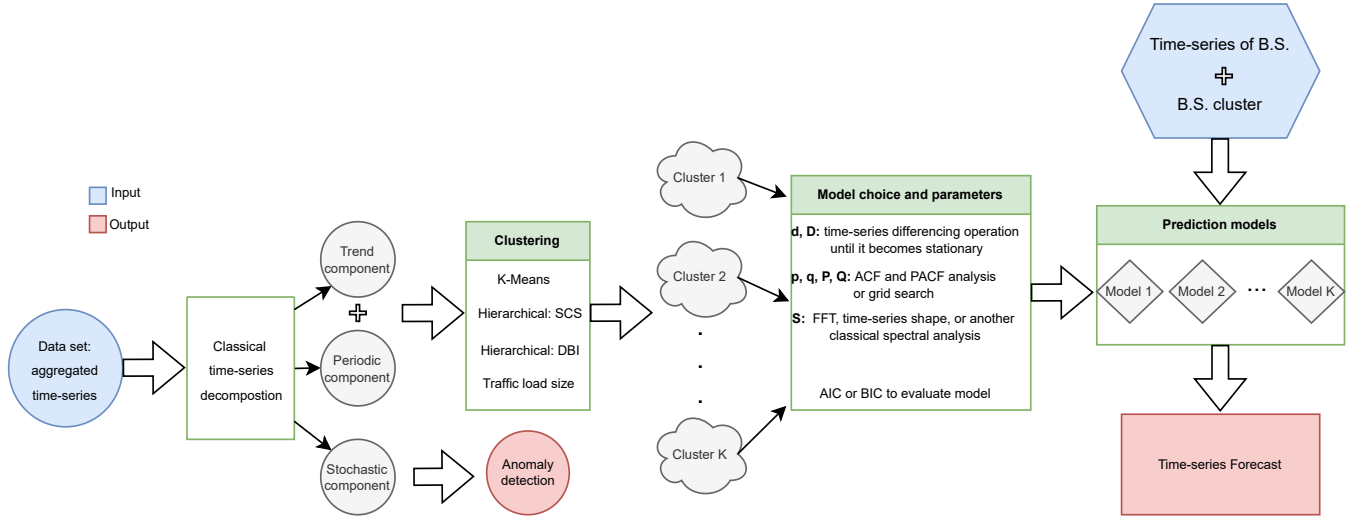 Input
Output
Data set:
aggregated
time-series
Classical
time-series
decompostion
Trend
component
Periodic
component
Stochastic
component
Anomaly
detection
Clustering
K-Means
Hierarchical: SCS
Hierarchical: DBI
Traffic load size
Cluster 1
Cluster 2
.
.
.
Cluster K
Model choice and parameters
d, D: time-series differencing operation
until it becomes stationary
p, q, P, Q: ACF and PACF analysis
or grid search
S: FFT, time-series shape, or another
classical spectral analysis
AIC or BIC to evaluate model
Time-series of B.S.
B.S. cluster
Prediction models
Model 1 Model 2 ... Model K
Time-series Forecast